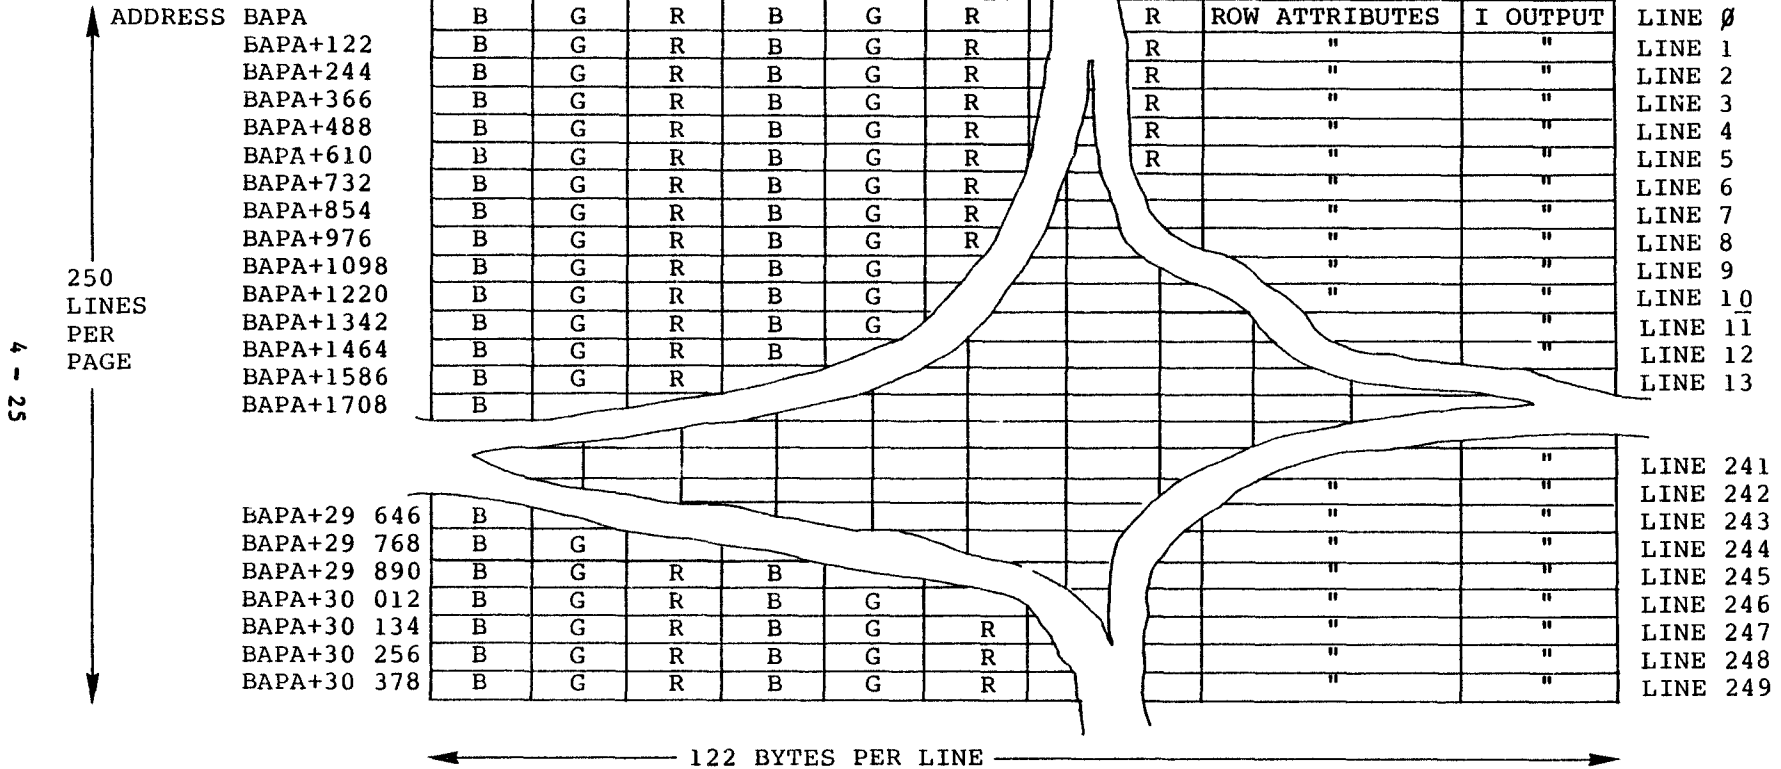 ADDRESS BAPA B G R B G R R ROW ATTRIBUTES I OUTPUT LINE Ø
BAPA+122 B G R B G R R " " LINE 1
BAPA+244 B G R B G R R " " LINE 2
BAPA+366 B G R B G R R " " LINE 3
BAPA+488 B G R B G R R " " LINE 4
BAPA+610 B G R B G R R " " LINE 5
BAPA+732 B G R B G R " " LINE 6
BAPA+854 B G R B G R " " LINE 7
BAPA+976 B G R B G R " " LINE 8
BAPA+1098 B G R B G " " LINE 9
BAPA+1220 B G R B G " " LINE 10
BAPA+1342 B G R B G " LINE 11
BAPA+1464 B G R B " LINE 12
BAPA+1586 B G R LINE 13
BAPA+1708 B
" LINE 241
" " LINE 242
BAPA+29 646 B " " LINE 243
BAPA+29 768 B G " " LINE 244
BAPA+29 890 B G R B " " LINE 245
BAPA+30 012 B G R B G " " LINE 246
BAPA+30 134 B G R B G R " " LINE 247
BAPA+30 256 B G R B G R " " LINE 248
BAPA+30 378 B G R B G R " " LINE 249
250
LINES
PER
PAGE
122 BYTES PER LINE
4 - 25